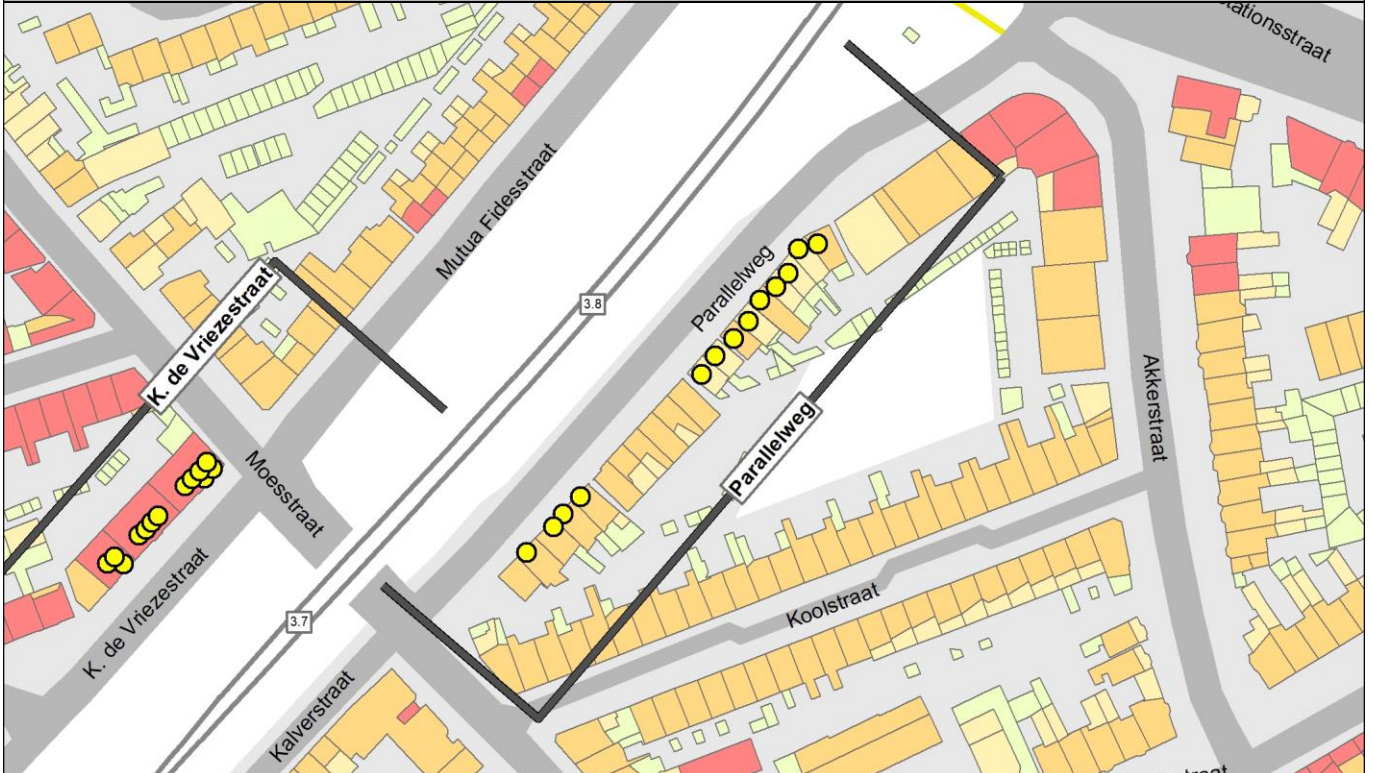 Stationsstraat
Mutua Fidesstraat
3.8
Parallelweg
K. de Vriezestraat
Akkerstraat
Parallelweg
Moesstraat
K. de Vriezestraat
Koolstraat
3.7
Kalverstraat